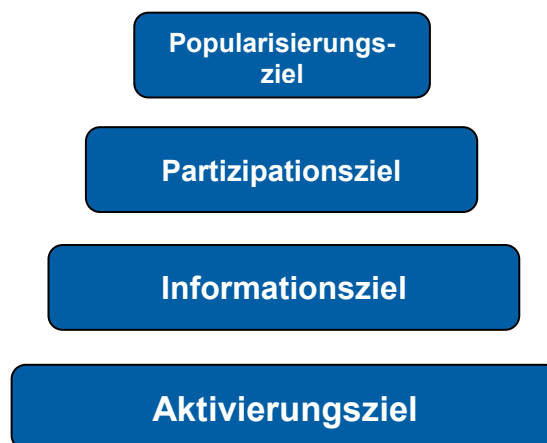 Popularisierungs-
ziel
Partizipationsziel
Informationsziel
Aktivierungsziel